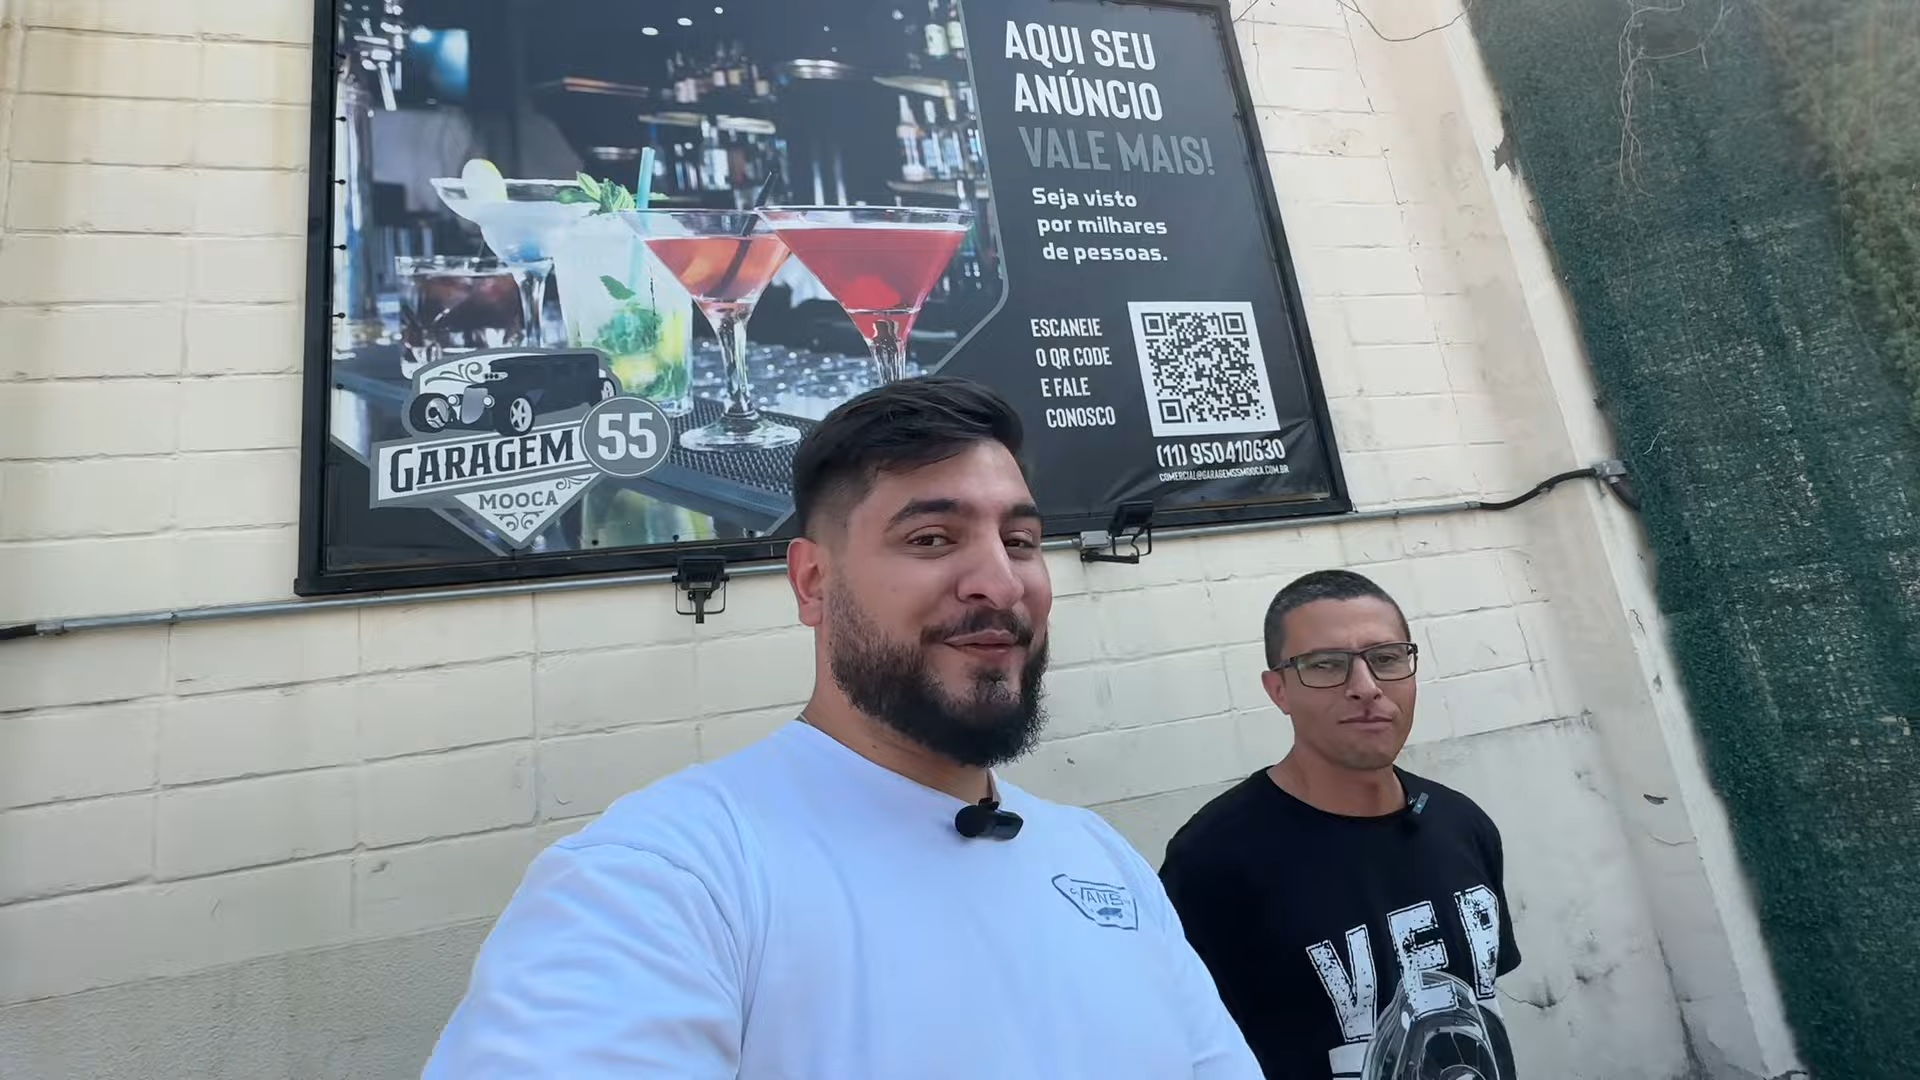 AQUI SEU
ANÚNCIO
VALE MAIS!
Seja visto
por milhares
de pessoas.
ESCANEIE
O QR CODE
E FALE
CONOSCO
(11) 950410630
COMERCIAL@GARAGEM55MOOCA.COM.BR
GARAGEM 55
MOOCA
VANS